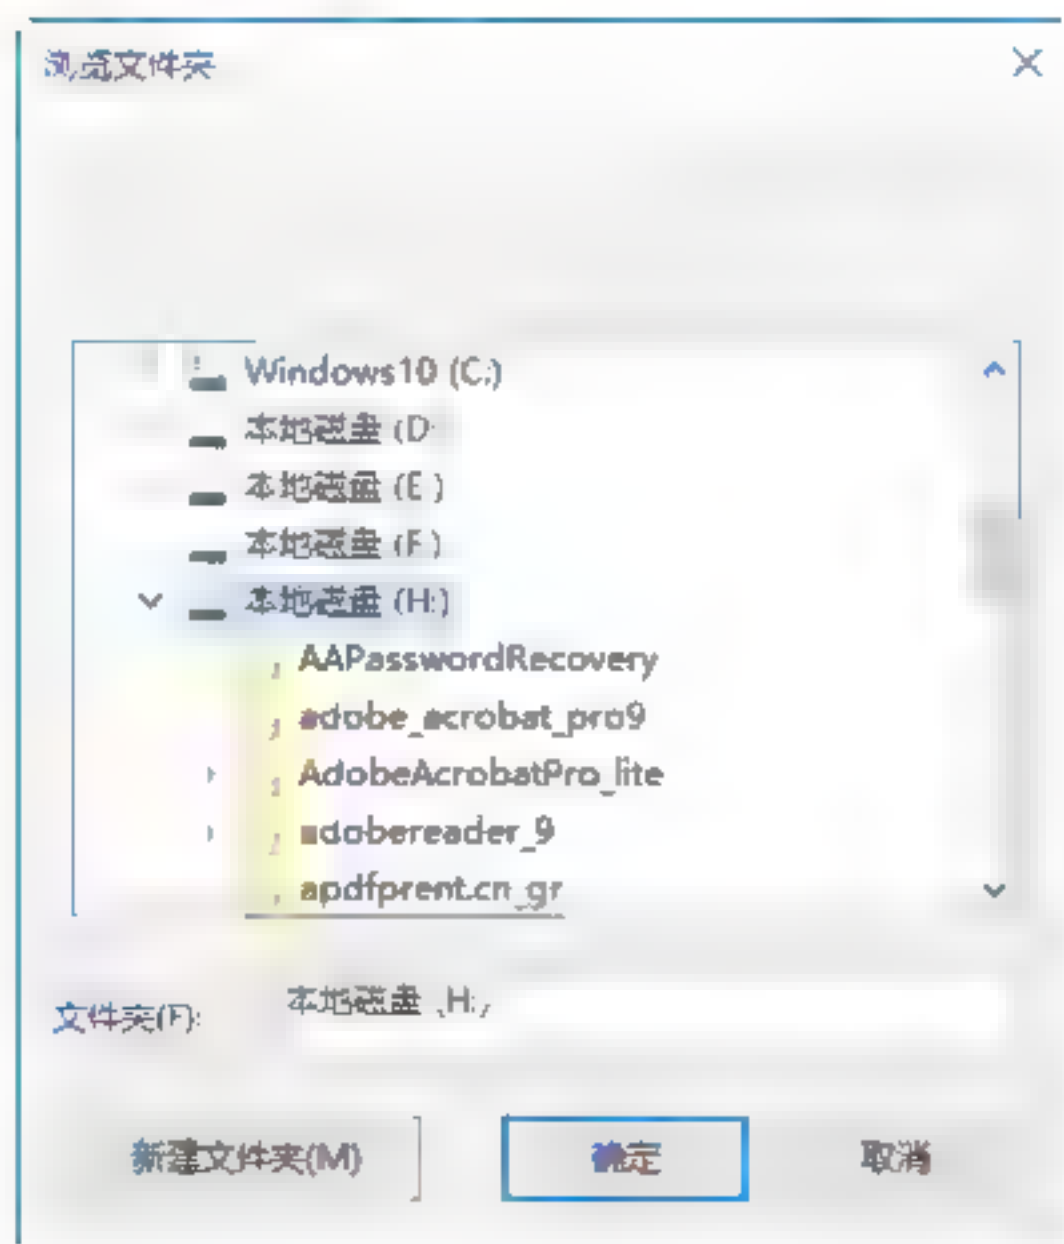 浏览文件夹
Windows10 (C:)
本地磁盘 (D:
本地磁盘 (E:)
本地磁盘 (F:)
本地磁盘 (H:)
AAPasswordRecovery
adobe_acrobat_pro9
AdobeAcrobatPro_lite
adobereader_9
apdfprent.cn_gr
文件夹(F): 本地磁盘 (H:)
新建文件夹(M) 确定 取消